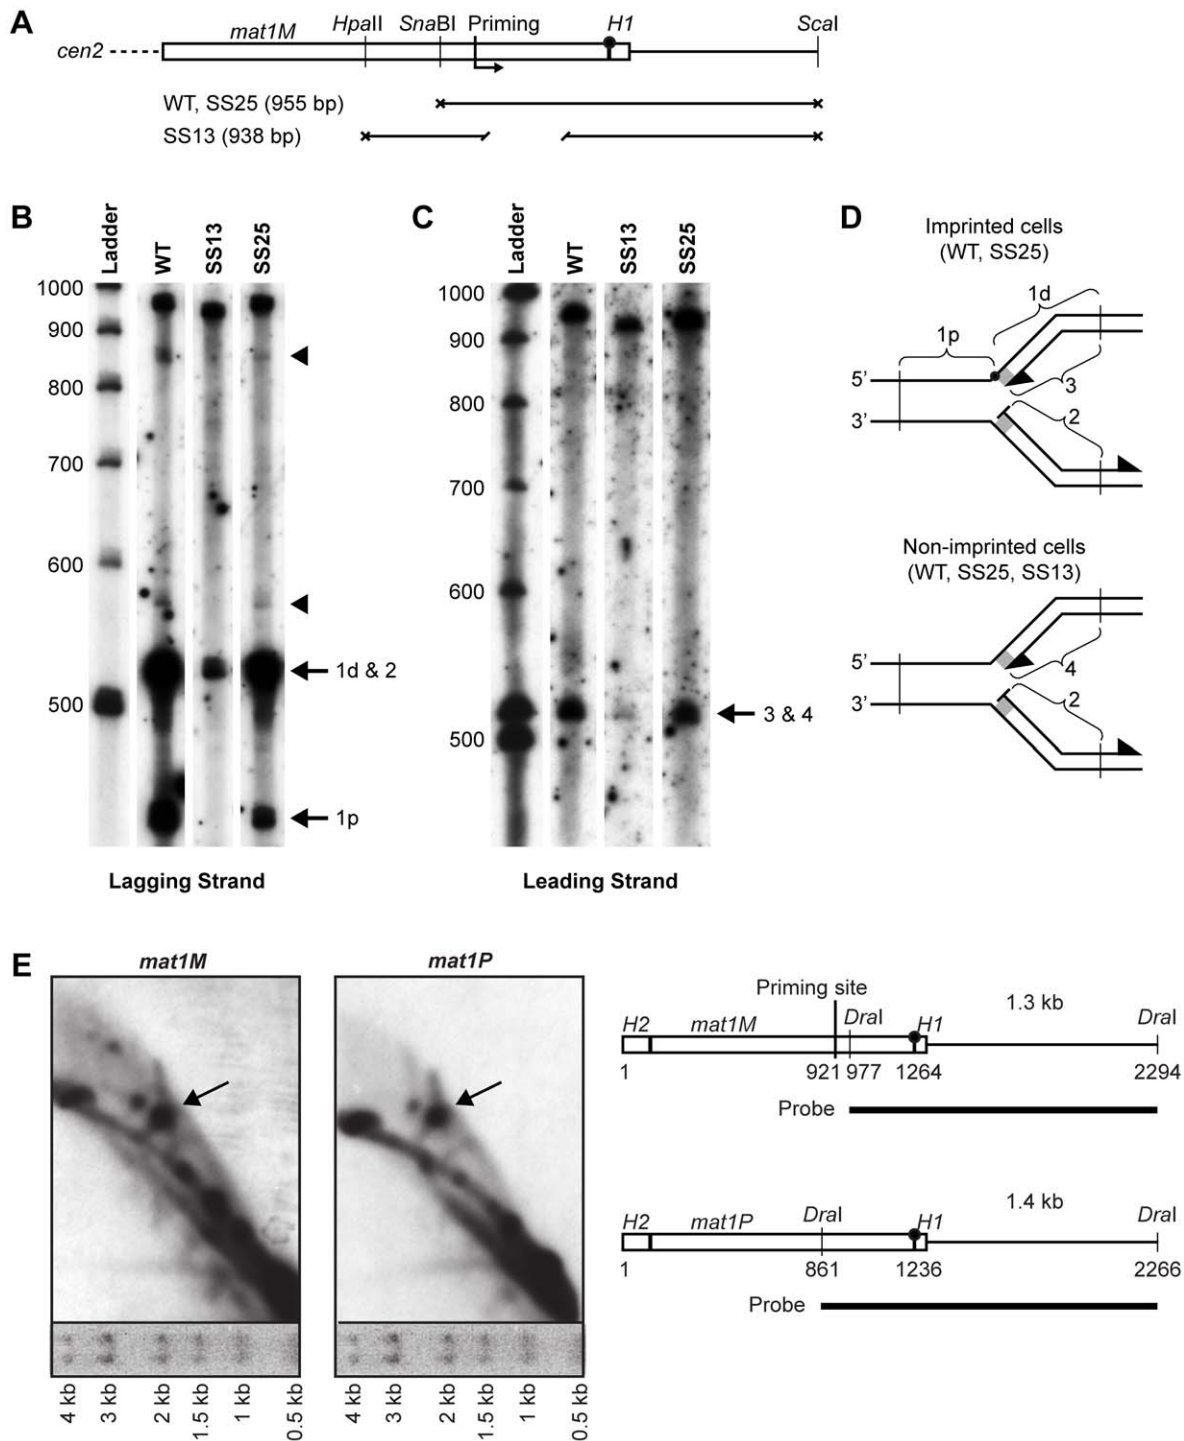 A
HpaII SnaBI Priming H1 ScaI
mat1M
cen2
WT, SS25 (955 bp)
SS13 (938 bp)
B
Ladder WT SS13 SS25
1000
900
800
700
600
500
1d & 2
1p
Lagging Strand
C
Ladder WT SS13 SS25
1000
900
800
700
600
500
3 & 4
Leading Strand
D
Imprinted cells
(WT, SS25)
1d
1p
5’
3
3’
2
Non-imprinted cells
(WT, SS25, SS13)
5’
4
3’
2
E
mat1M
4 kb 3 kb 2 kb 1.5 kb 1 kb 0.5 kb
mat1P
4 kb 3 kb 2 kb 1.5 kb 1 kb 0.5 kb
Priming site
1.3 kb
H2 mat1M DraI H1 DraI
1 921 977 1264 2294
Probe
1.4 kb
H2 mat1P DraI H1 DraI
1 861 1236 2266
Probe